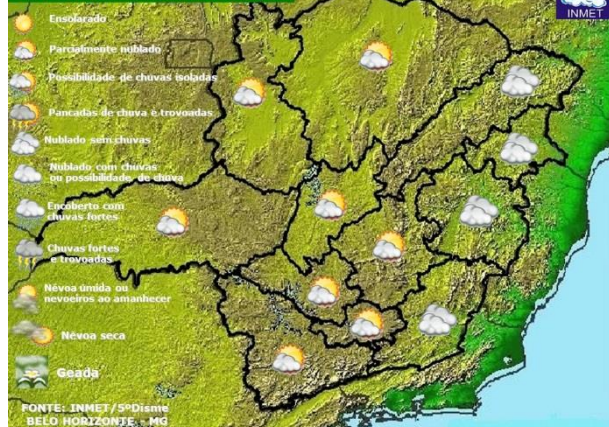 INMET
Ensolarado
Parcialmente nublado
Possibilidade de chuvas isoladas
Pancadas de chuva e trovoadas
Nublado sem chuvas
Nublado com chuvas
ou possibilidade de chuva
Encoberto com
chuvas fortes
Chuvas fortes
e trovoadas
Névoa úmida ou
nevoeiros ao amanhecer
Névoa seca
Geada
FONTE: INMET/5ºDisme
BELO HORIZONTE - MG